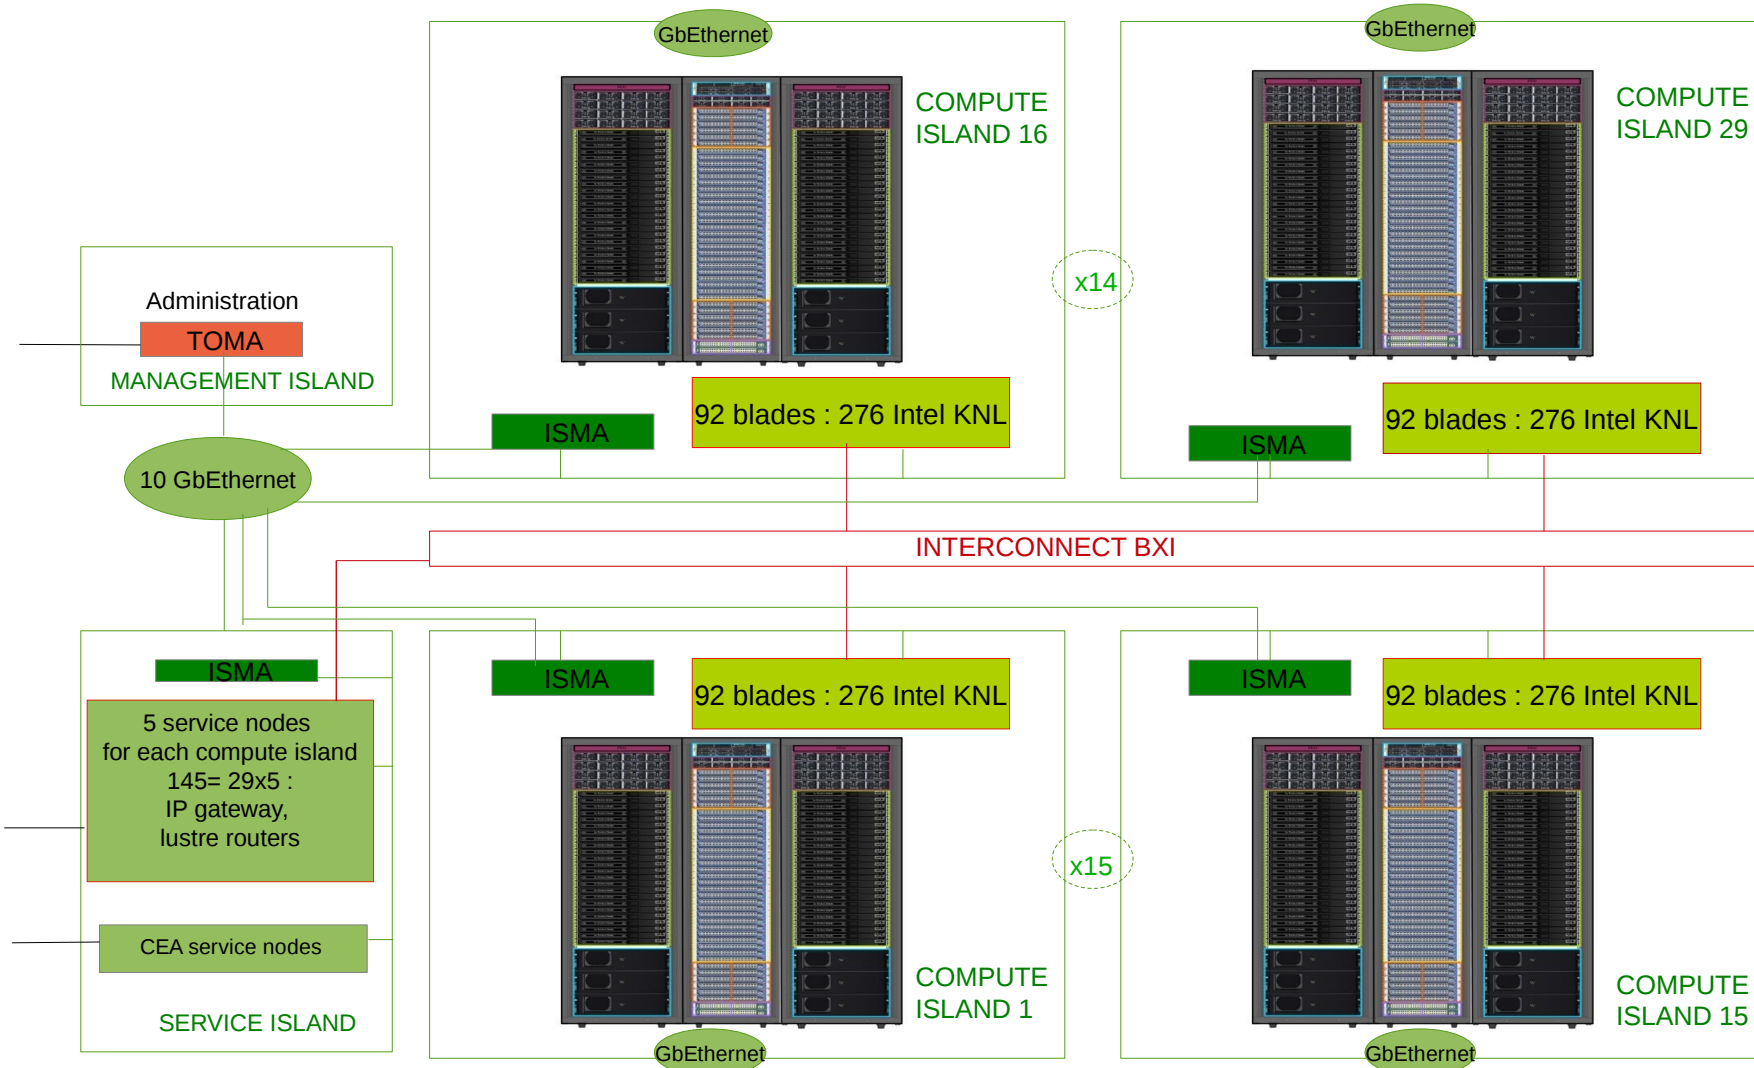 GbEthernet
GbEthernet
COMPUTE
ISLAND 16
COMPUTE
ISLAND 29
x14
Administration
TOMA
MANAGEMENT ISLAND
92 blades : 276 Intel KNL
92 blades : 276 Intel KNL
ISMA
ISMA
10 GbEthernet
INTERCONNECT BXI
ISMA
ISMA
ISMA
92 blades : 276 Intel KNL
92 blades : 276 Intel KNL
5 service nodes
for each compute island
145= 29x5 :
IP gateway,
lustre routers
x15
CEA service nodes
SERVICE ISLAND
COMPUTE
ISLAND 1
COMPUTE
ISLAND 15
GbEthernet
GbEthernet